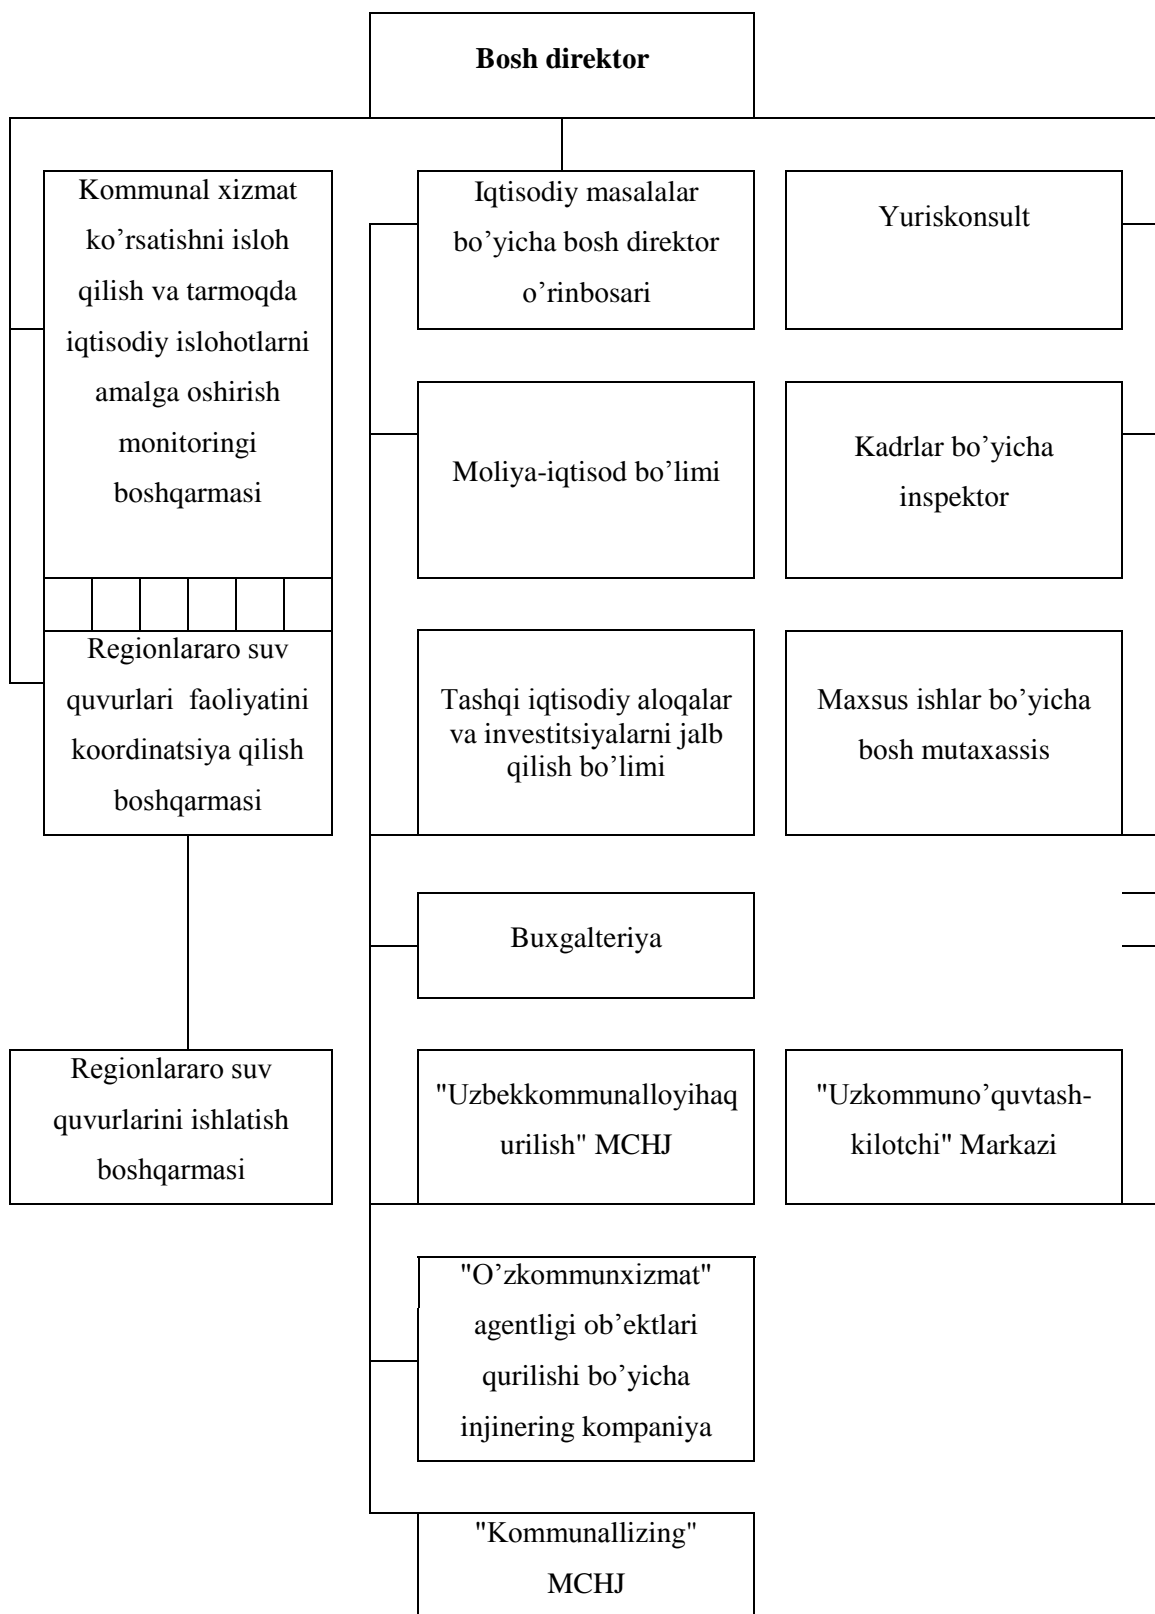 Bosh direktor
Kommunal xizmat
ko’rsatishni isloh
qilish va tarmoqda
iqtisodiy islohotlarni
amalga oshirish
monitoringi
boshqarmasi
Iqtisodiy masalalar
bo’yicha bosh direktor
o’rinbosari
Yuriskonsult
Moliya-iqtisod bo’limi
Kadrlar bo’yicha
inspektor
Regionlararo suv
quvurlari faoliyatini
koordinatsiya qilish
boshqarmasi
Tashqi iqtisodiy aloqalar
va investitsiyalarni jalb
qilish bo’limi
Maxsus ishlar bo’yicha
bosh mutaxassis
Buxgalteriya
Regionlararo suv
quvurlarini ishlatish
boshqarmasi
"Uzbekkommunalloyihaq
urilish" MCHJ
"Uzkommuno’quvtash-
kilotchi" Markazi
"O’zkommunxizmat"
agentligi ob’ektlari
qurilishi bo’yicha
injinering kompaniya
"Kommunallizing"
MCHJ